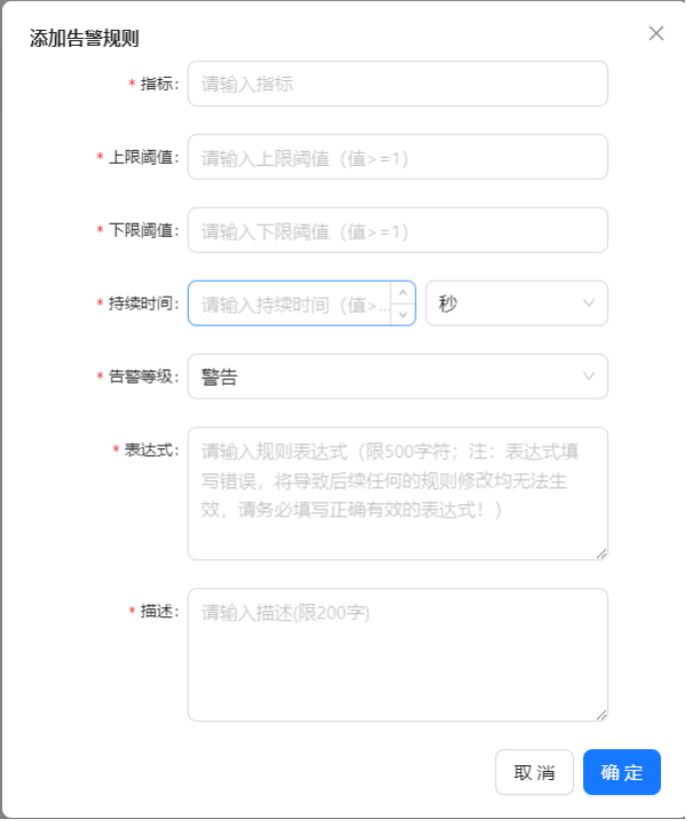 添加告警规则
* 指标: 请输入指标
* 上限阈值: 请输入上限阈值（值>=1）
* 下限阈值: 请输入下限阈值（值>=1）
* 持续时间: 请输入持续时间（值>... 秒
* 告警等级: 警告
* 表达式: 请输入规则表达式（限500字符；注：表达式填
写错误，将导致后续任何的规则修改均无法生
效，请务必填写正确有效的表达式！）
* 描述: 请输入描述(限200字)
取 消 确 定